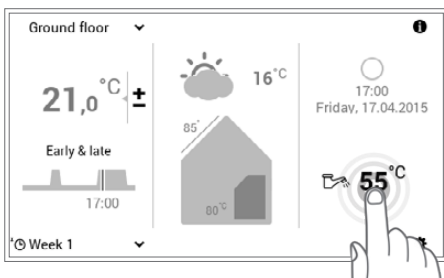 Ground floor
21,0 °C ±
Early & late
17:00
Week 1
16°C
85°
80 °C
17:00
Friday, 17.04.2015
55°C